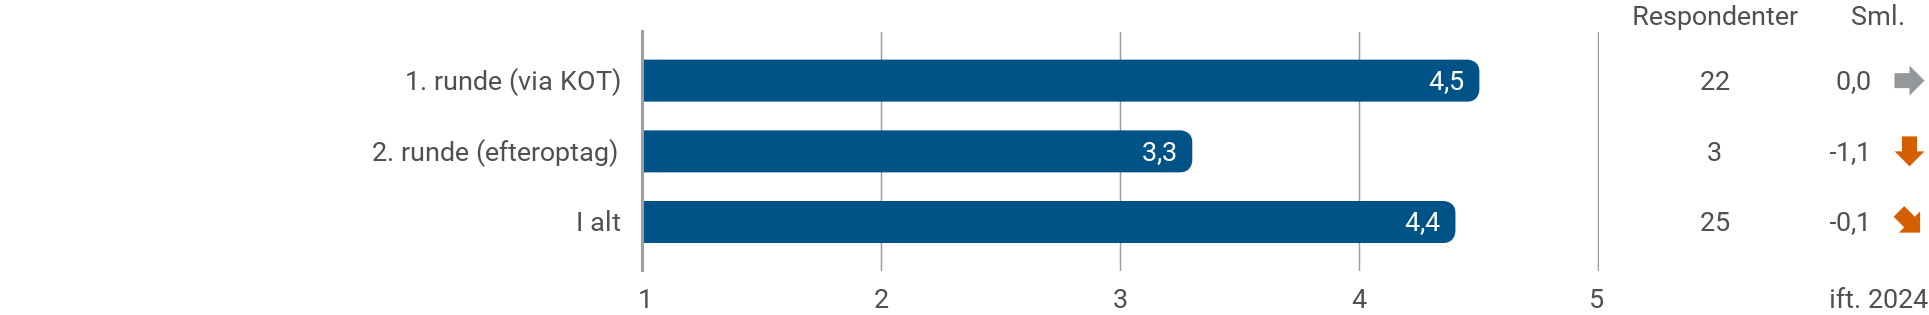 Respondenter Sml.
1. runde (via KOT) 4,5 22 0,0
2. runde (efteroptag) 3,3 3 -1,1
I alt 4,4 25 -0,1
1 2 3 4 5 ift. 2024